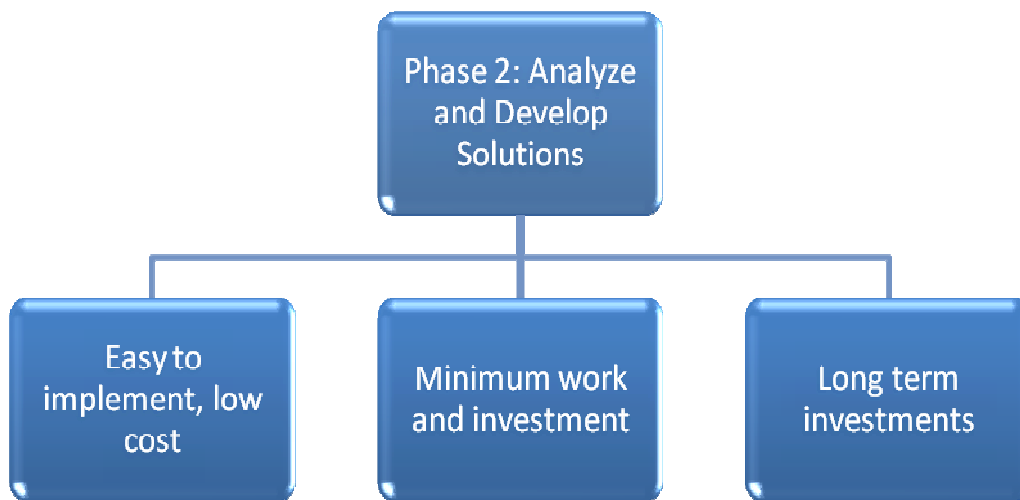 Phase 2: Analyze
and Develop
Solutions
Easy to
implement, low
cost
Minimum work
and investment
Long term
investments